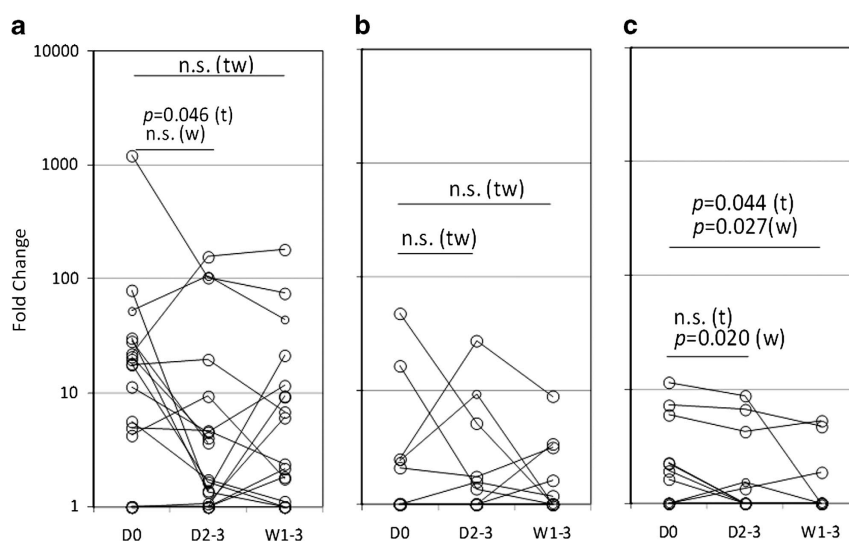 a
b
c
10000
1000
100
10
1
Fold Change
n.s. (tw)
p=0.046 (t)
n.s. (w)
D0 D2-3 W1-3
n.s. (tw)
n.s. (tw)
D0 D2-3 W1-3
p=0.044 (t)
p=0.027(w)
n.s. (t)
p=0.020 (w)
D0 D2-3 W1-3